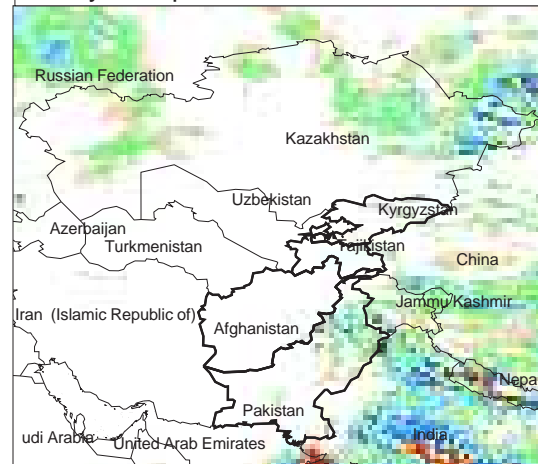 Russian Federation
Kazakhstan
Uzbekistan
Kyrgyzstan
Azerbaijan
Turkmenistan
Tajikistan
China
Jammu Kashmir
Iran (Islamic Republic of)
Afghanistan
Nepa
Pakistan
udi Arabia
United Arab Emirates
India